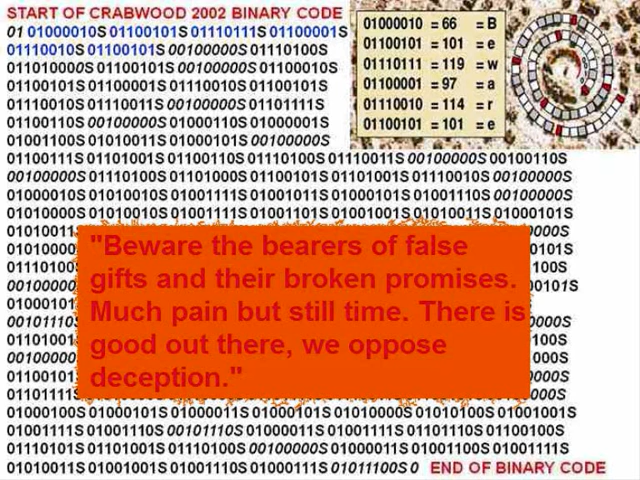 START OF CRABWOOD 2002 BINARY CODE
01 01000010S 01100101S 01110111S 01100001S
01110010S 01100101S 00100000S 01110100S
011010000S 01100101S 00100000S 01100010S
01100101S 01100001S 01110010S 01100101S
01110010S 01110011S 00100000S 01101111S
01100110S 00100000S 01000110S 01000001S
01001100S 01010011S 01000101S 00100000S
01000010 = 66 = B
01100101 = 101 = e
01110111 = 119 = w
01100001 = 97 = a
01110010 = 114 = r
01100101 = 101 = e
01100111S 01101001S 01100110S 01110100S 01110011S 00100000S 00100110S
00100000S 01110100S 01101000S 01100101S 01101001S 01110010S 00100000S
01000010S 01010010S 01001111S 01001011S 01000101S 01001110S 00100000S
01010000S 01010010S 01001111S 01001101S 01001001S 01010011S 01000101S
"Beware the bearers of false
gifts and their broken promises.
Much pain but still time. There is
good out there, we oppose
deception."
01000100S 01000101S 01000011S 01000101S 01010000S 01010100S 01001001S
01001111S 01001110S 00101110S 01000011S 01101111S 01101110S 01100100S
01110101S 01101001S 01110100S 00100000S 01000011S 01001100S 01001111S
01010011S 01001001S 01001110S 01000111S 01011100S 0 END OF BINARY CODE